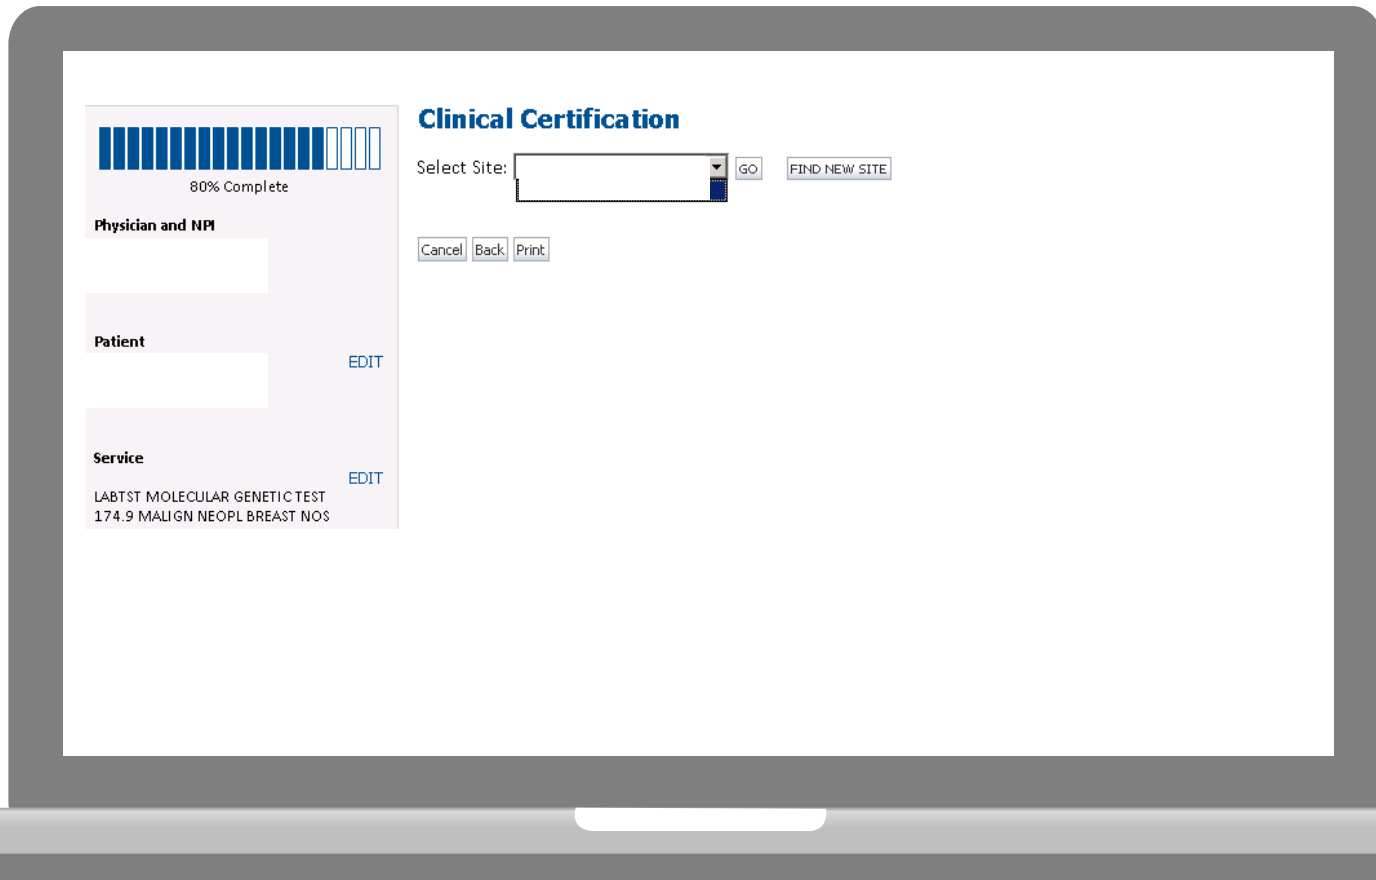 80% Complete
Physician and NPI
Patient
EDIT
Service
EDIT
LABTST MOLECULAR GENETIC TEST
174.9 MALIGN NEOPL BREAST NOS
Clinical Certification
Select Site: GO FIND NEW SITE
Cancel Back Print